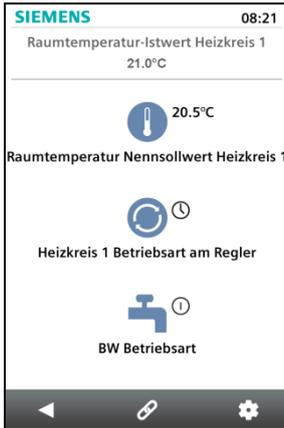 SIEMENS 08:21
Raumtemperatur-Istwert Heizkreis 1
21.0°C
20.5°C
Raumtemperatur Nennsollwert Heizkreis 1
Heizkreis 1 Betriebsart am Regler
BW Betriebsart